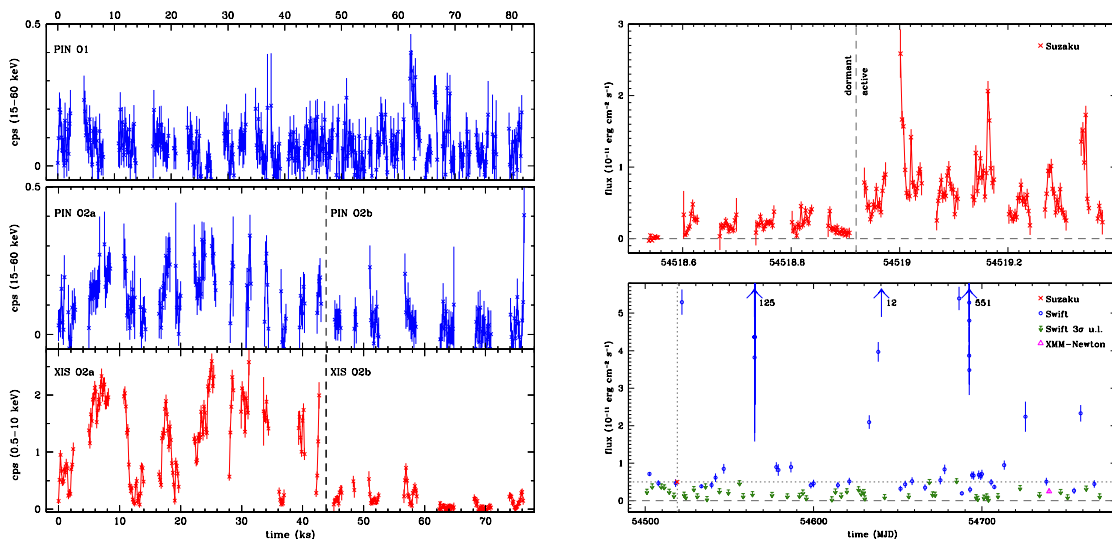 0 10 20 30 40 50 60 70 80
0.5
PIN O1
cps (15-60 keV)
0
0.5
PIN O2a PIN O2b
cps (15-60 keV)
0
XIS O2a XIS O2b
2
cps (0.5-10 keV)
1
0
0 10 20 30 40 50 60 70
time (ks)
3
× Suzaku
dormant
active
flux (10⁻¹¹ erg cm⁻² s⁻¹)
2
1
0
54518.6 54518.8 54519 54519.2
125 12 551
× Suzaku
Swift
Swift 3σ u.l.
XMM-Newton
flux (10⁻¹¹ erg cm⁻² s⁻¹)
5
4
3
2
1
0
54500 54600 54700
time (MJD)